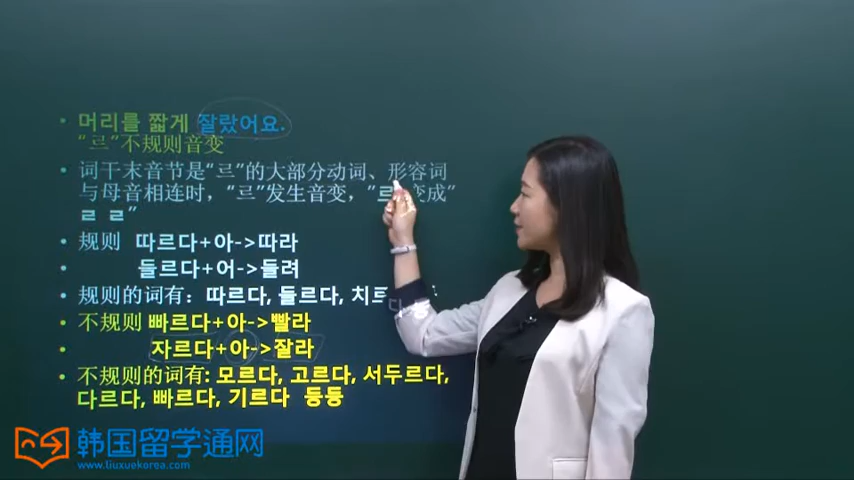 • 머리를 짧게 잘랐어요.
“르”不规则音变
• 词干末音节是“르”的大部分动词、形容词
与母音相连时，“르”发生音变，”르 变成”
ㄹ ㄹ”
• 规则 따르다+아->따라
• 들르다+어->들려
• 规则的词有：따르다, 들르다,
• 不规则 빠르다+아->빨라
• 자르다+아->잘라
• 不规则的词有: 모르다, 고르다, 서두르다,
다르다, 빠르다, 기르다 등등
韩国留学通网
www.liuxuekorea.com